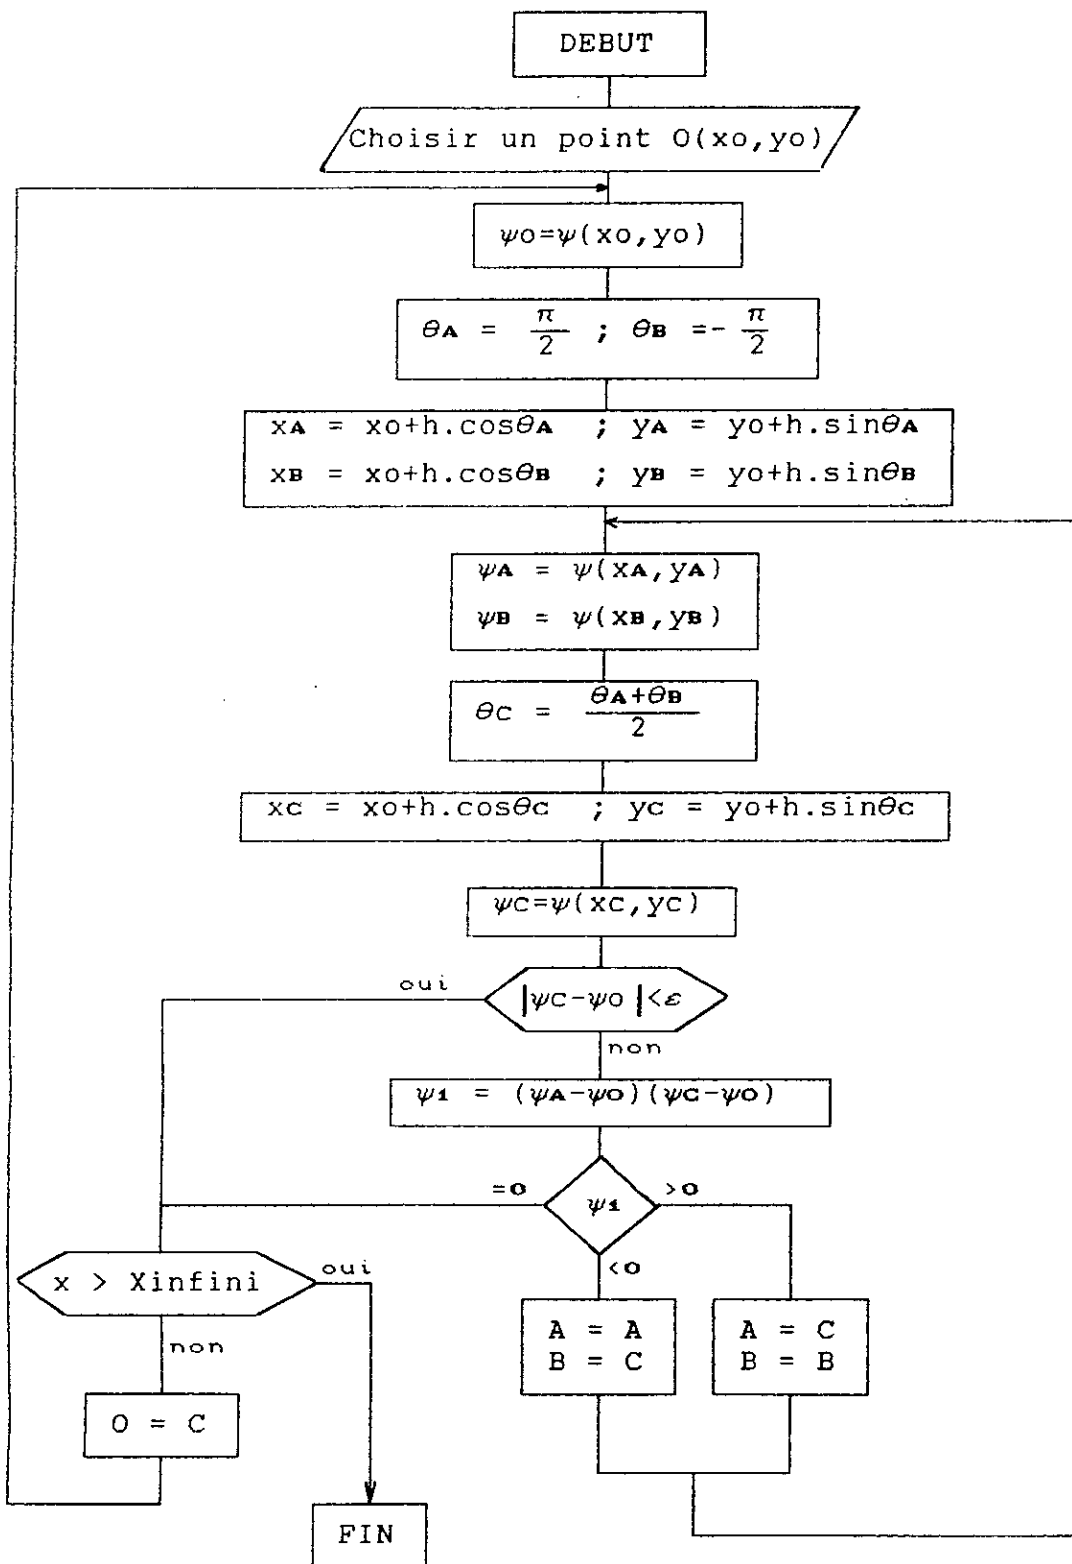 DEBUT
Choisir un point O(xo,yo)
ψo=ψ(xo,yo)
θA = π/2 ; θB =- π/2
xA = xo+h.cosθA ; yA = yo+h.sinθA
xB = xo+h.cosθB ; yB = yo+h.sinθB
ψA = ψ(xA,yA)
ψB = ψ(xB,yB)
θC = θA+θB/2
xc = xo+h.cosθc ; yc = yo+h.sinθc
ψC=ψ(xc,yc)
oui
|ψC-ψO|<ε
non
ψ1 = (ψA-ψO)(ψC-ψO)
=0
ψ1
>0
<0
x > Xinfini
oui
non
A = A
B = C
A = C
B = B
O = C
FIN